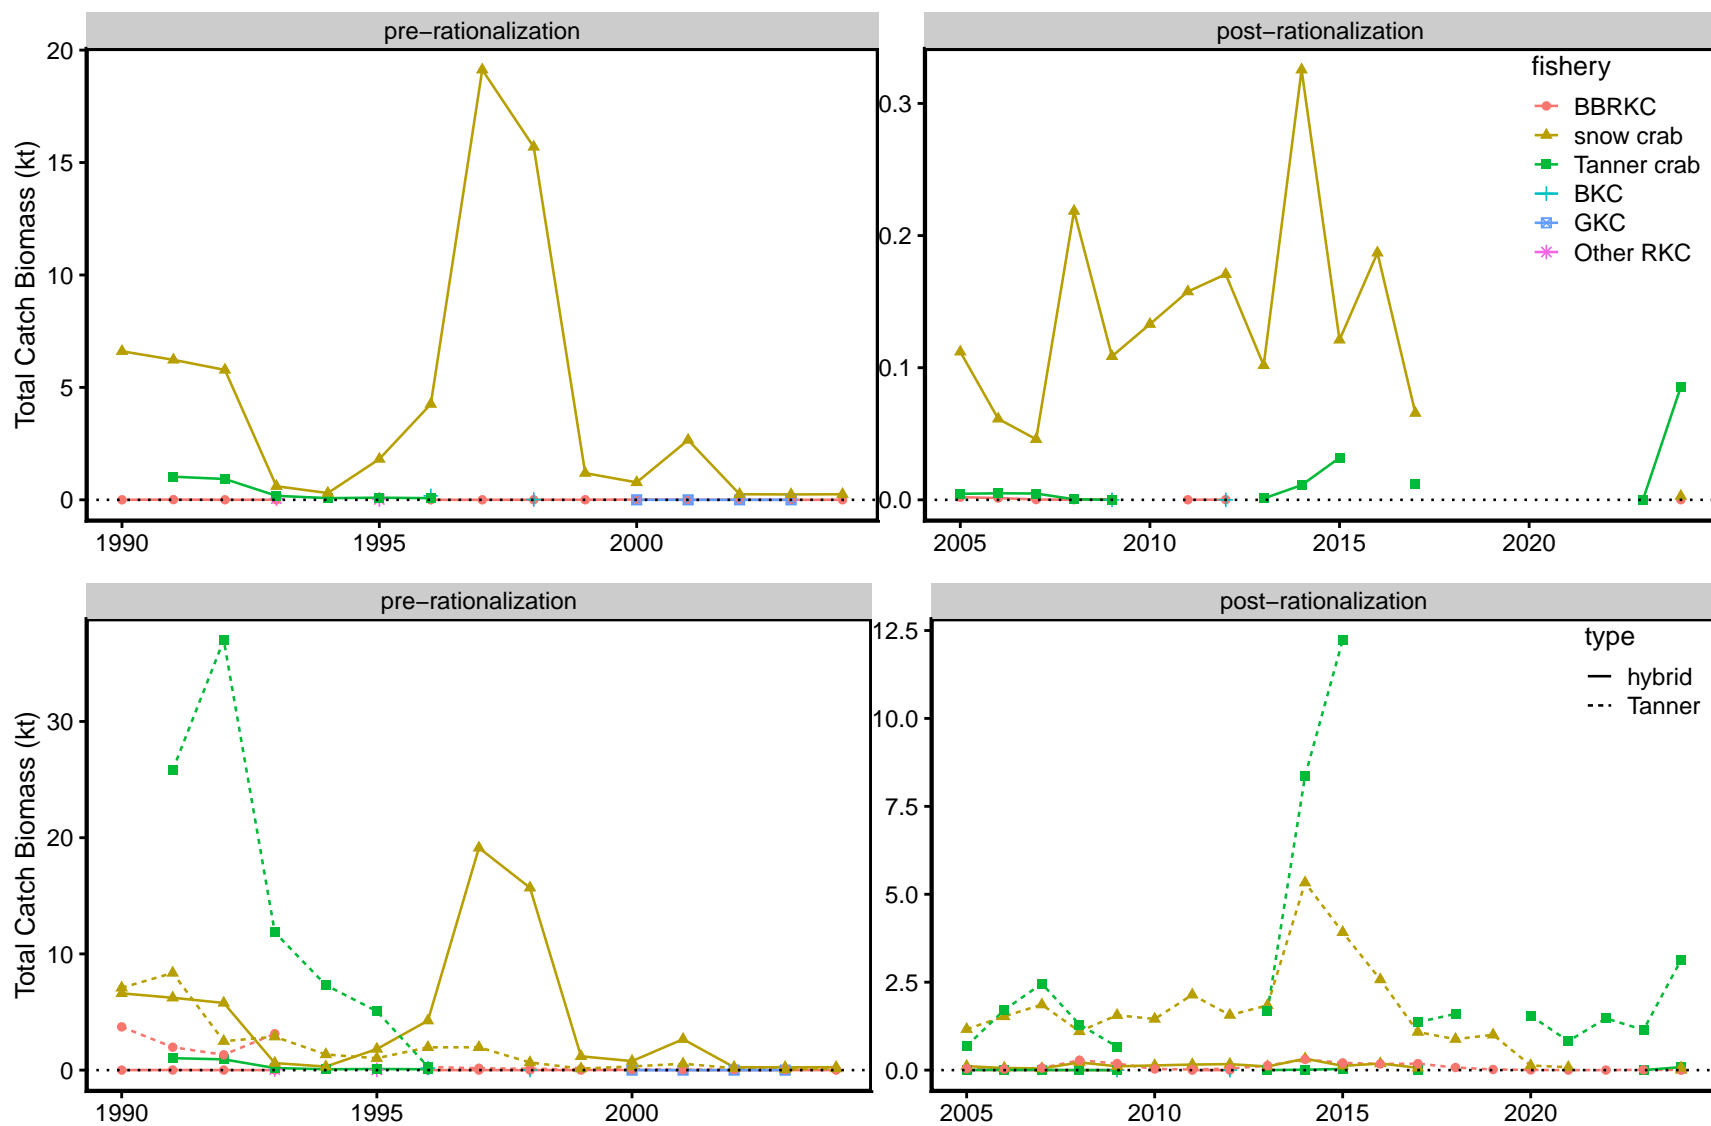 pre−rationalization
post−rationalization
Total Catch Biomass (kt)
20
15
10
5
0
1990
1995
2000
0.3
0.2
0.1
0.0
2005
2010
2015
2020
fishery
BBRKC
snow crab
Tanner crab
BKC
GKC
Other RKC
pre−rationalization
post−rationalization
Total Catch Biomass (kt)
30
20
10
0
1990
1995
2000
12.5
10.0
7.5
5.0
2.5
0.0
2005
2010
2015
2020
type
hybrid
Tanner